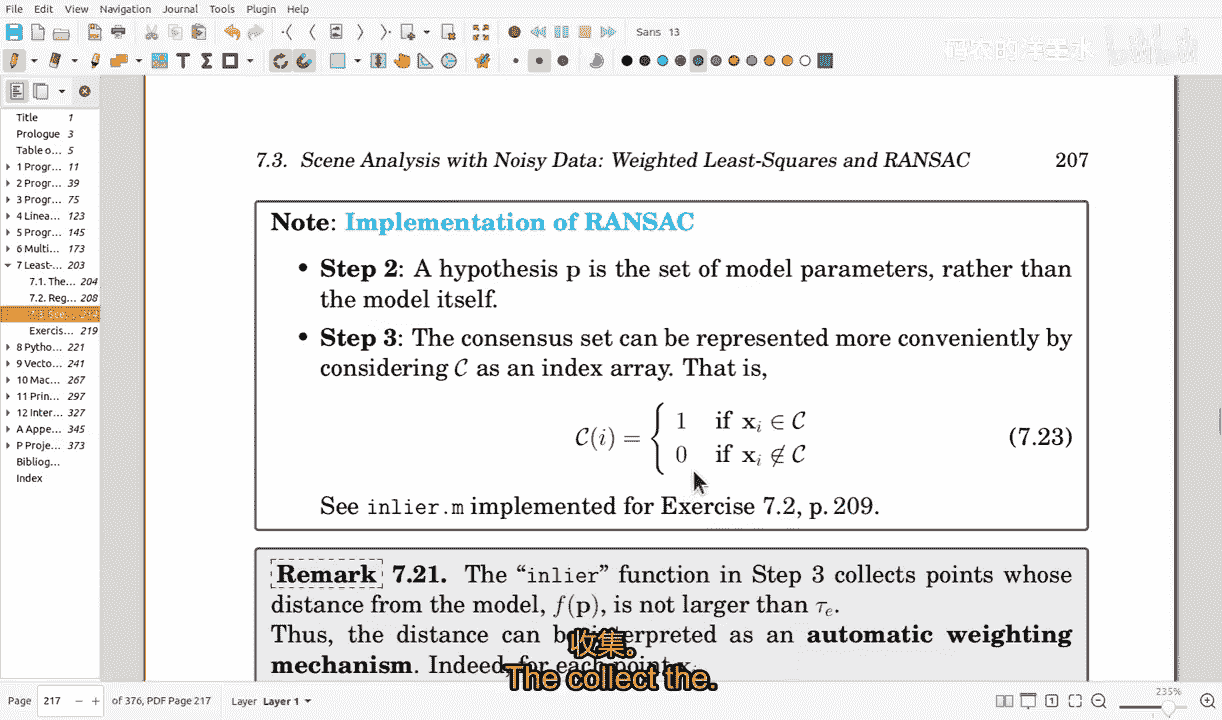 File Edit View Navigation Journal Tools Plugin Help
Sans 13
Title 1
Prologue 3
Table o... 5
1 Progr... 11
2 Progr... 39
3 Progr... 75
4 Linea... 123
5 Progr... 145
6 Multi... 173
7 Least-... 203
7.1. The... 204
7.2. Reg... 208
Exercis... 219
8 Pytho... 221
9 Vecto... 241
10 Mac... 267
11 Prin... 297
12 Inter... 327
A Appe... 345
P Proje... 373
Bibliog...
Index
7.3. Scene Analysis with Noisy Data: Weighted Least-Squares and RANSAC 207
Note: Implementation of RANSAC
• Step 2: A hypothesis p is the set of model parameters, rather than
the model itself.
• Step 3: The consensus set can be represented more conveniently by
considering 𝒞 as an index array. That is,
𝒞(i) = { 1 if xᵢ ∈ 𝒞
0 if xᵢ ∉ 𝒞 (7.23)
See inlier.m implemented for Exercise 7.2, p. 209.
Remark 7.21. The “inlier” function in Step 3 collects points whose
distance from the model, f(p), is not larger than τₑ.
Thus, the distance can be interpreted as an automatic weighting
mechanism. Indeed, for each point x
收集。
The collect the.
Page 217 of 376, PDF Page 217 Layer Layer 1 235%